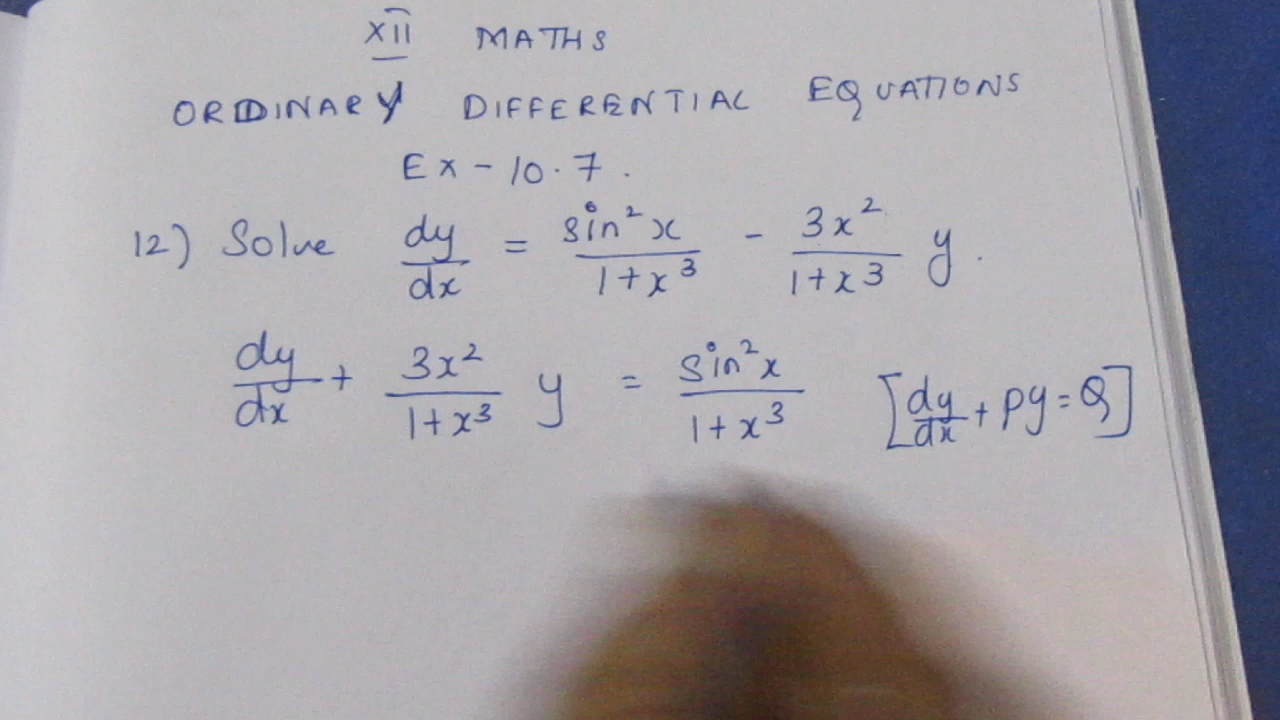 XII MATHS
ORDINARY DIFFERENTIAL EQUATIONS
Ex - 10.7.
12) Solve dy/dx = sin²x/1+x³ - 3x²/1+x³ y.
dy/dx + 3x²/1+x³ y = sin²x/1+x³ [dy/dx + py = Q]